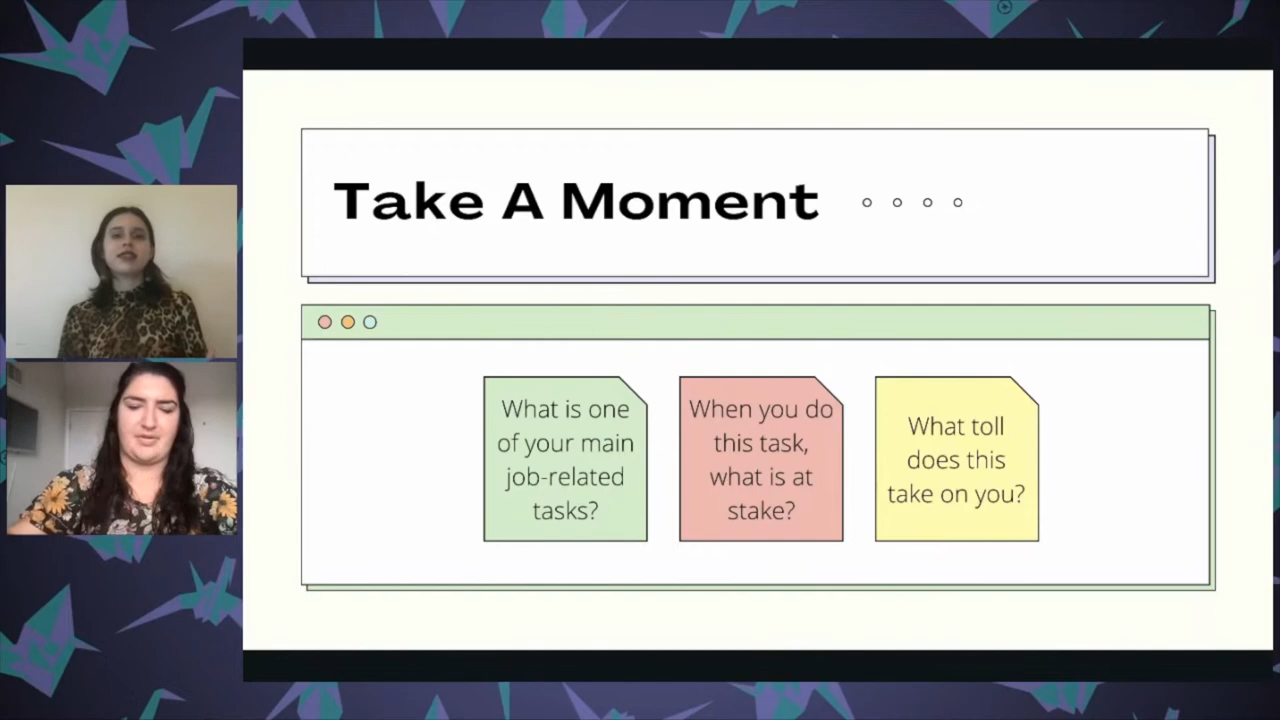 Take A Moment
What is one
of your main
job-related
tasks?
When you do
this task,
what is at
stake?
What toll
does this
take on you?